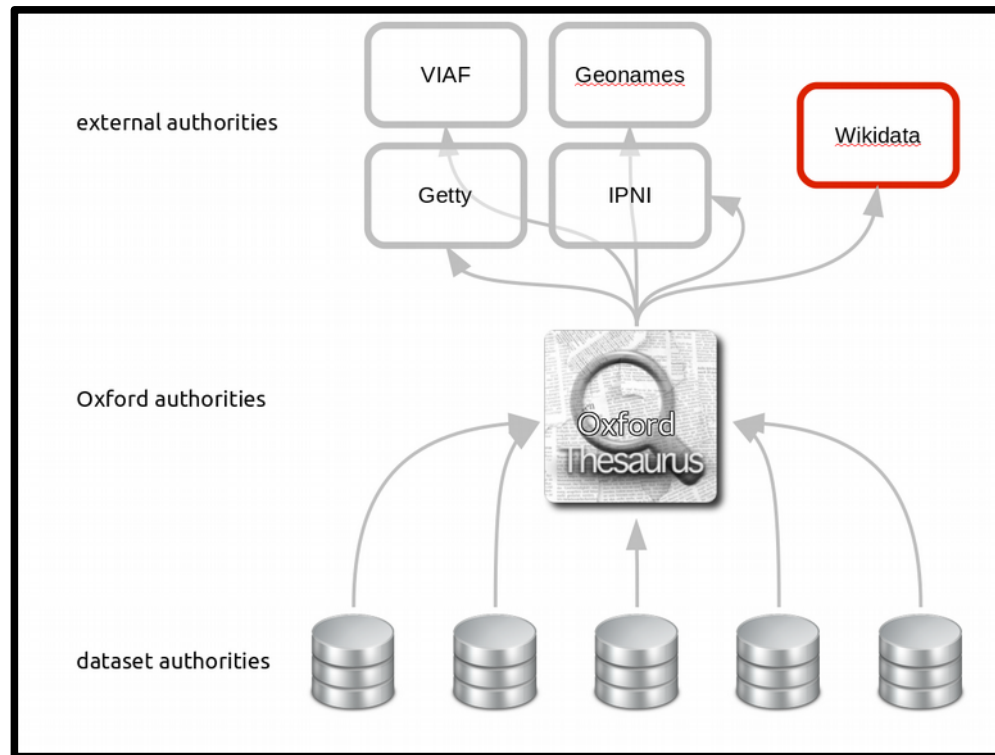 VIAF
Geonames
external authorities
Wikidata
Getty
IPNI
Oxford authorities
Oxford
Thesaurus
dataset authorities